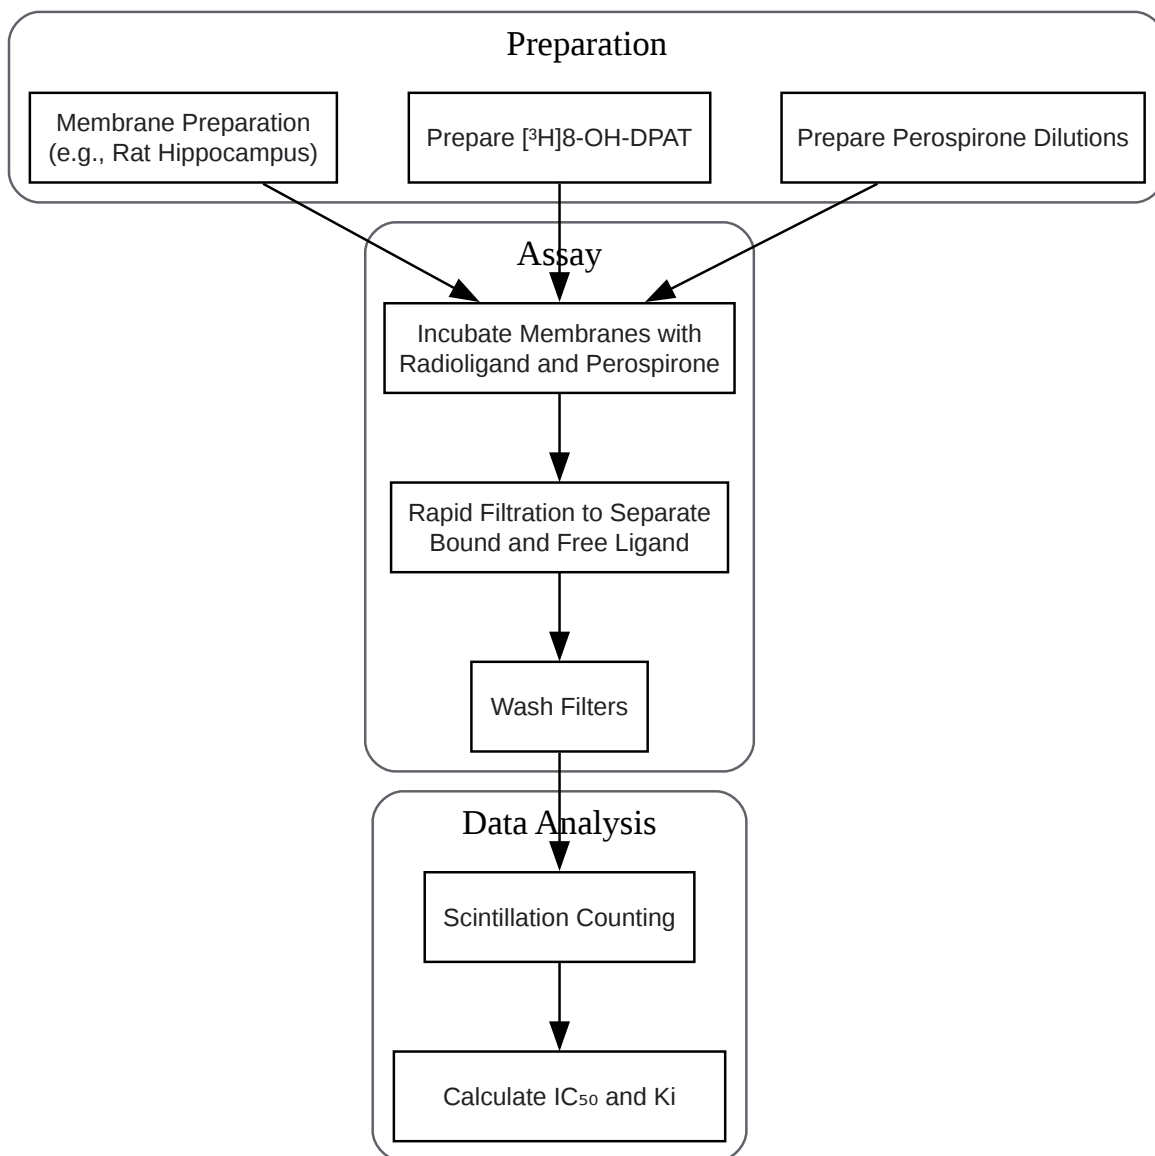 Preparation
Membrane Preparation
(e.g., Rat Hippocampus)
Prepare [³H]8-OH-DPAT
Prepare Perospirone Dilutions
Assay
Incubate Membranes with
Radioligand and Perospirone
Rapid Filtration to Separate
Bound and Free Ligand
Wash Filters
Data Analysis
Scintillation Counting
Calculate IC₅₀ and Ki